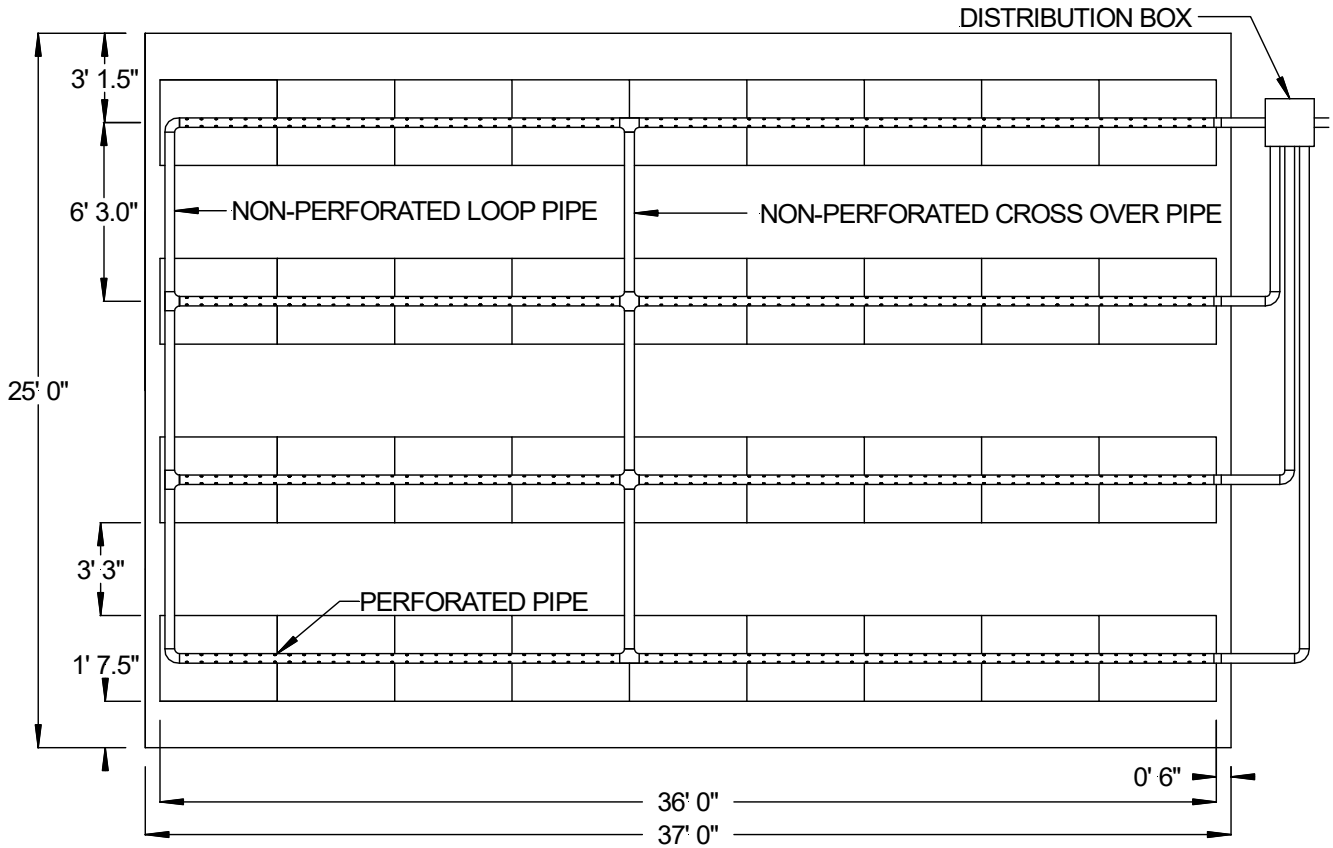 DISTRIBUTION BOX
3' 1.5"
6' 3.0"
NON-PERFORATED LOOP PIPE
NON-PERFORATED CROSS OVER PIPE
25' 0"
3' 3"
PERFORATED PIPE
1' 7.5"
0' 6"
36' 0"
37' 0"